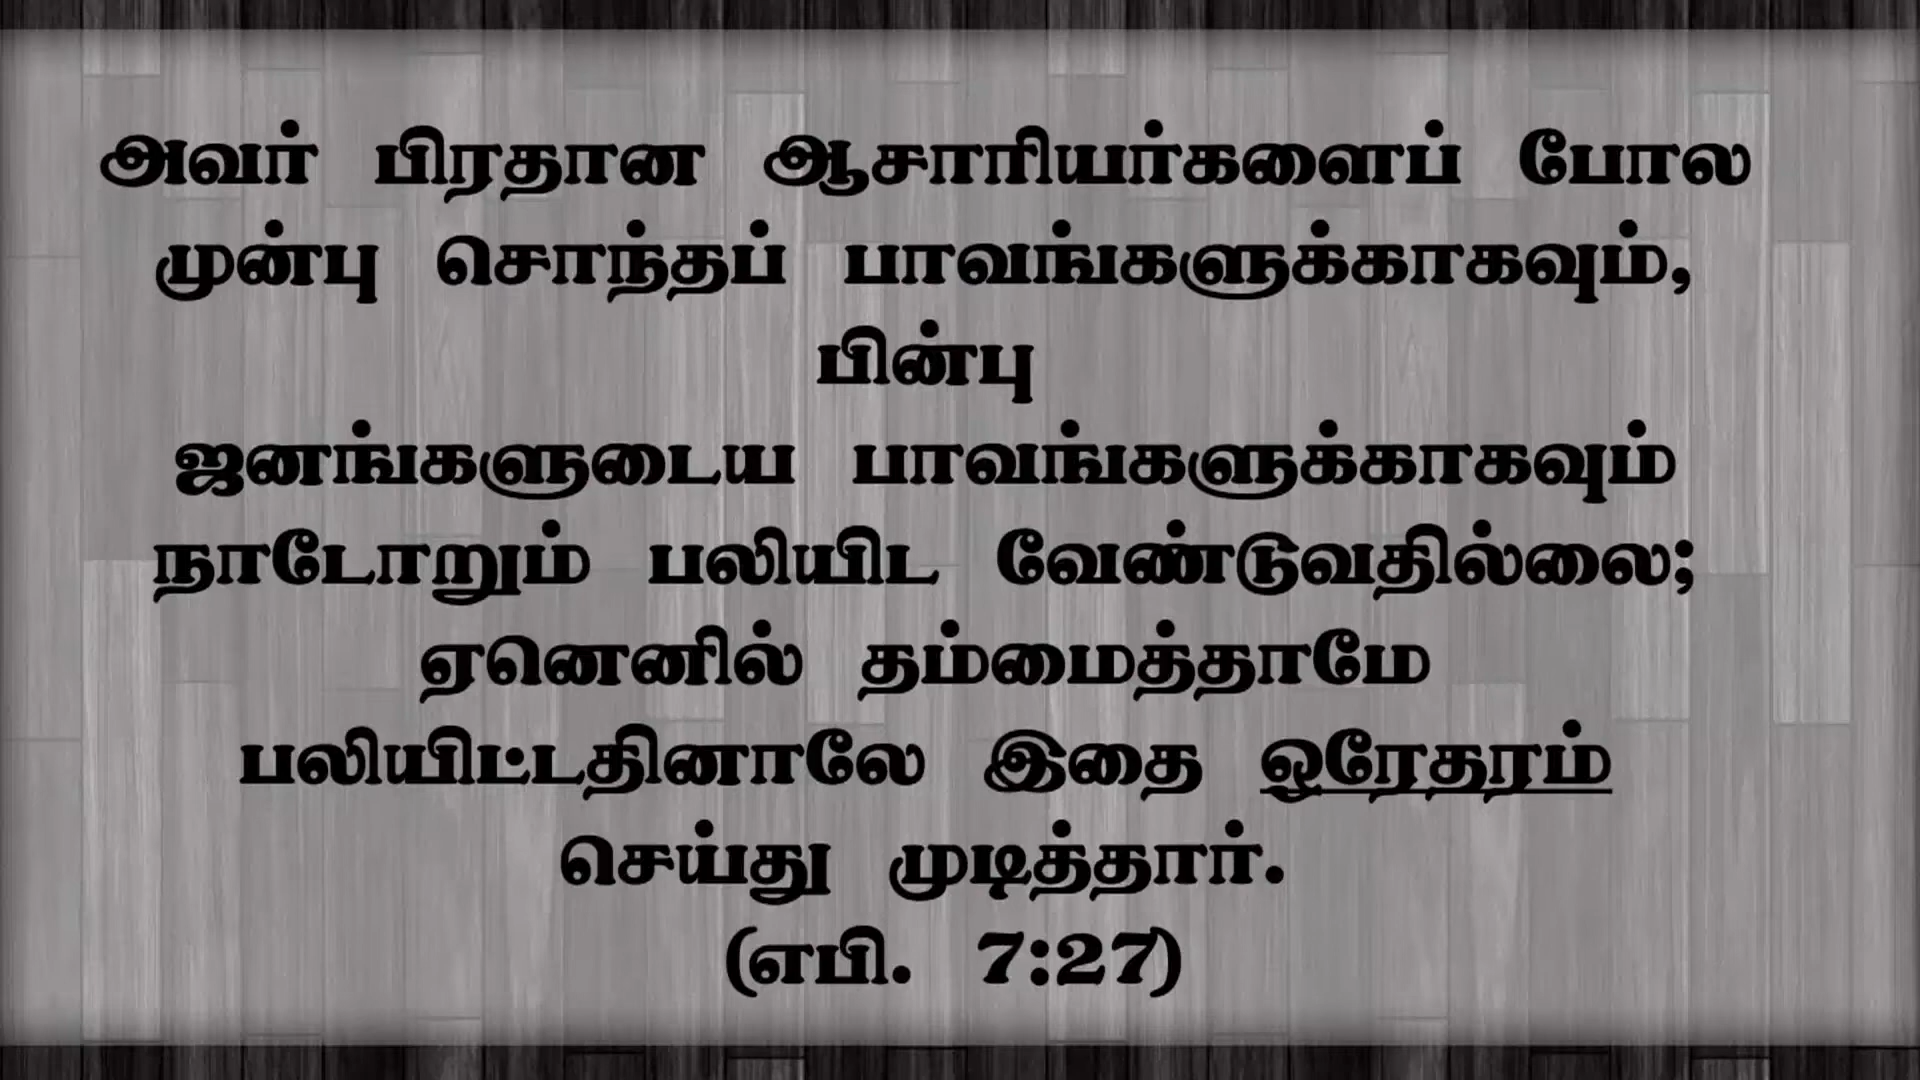 அவர் பிரதான ஆசாரியர்களைப் போல
முன்பு சொந்தப் பாவங்களுக்காகவும்,
பின்பு
ஜனங்களுடைய பாவங்களுக்காகவும்
நாடோறும் பலியிட வேண்டுவதில்லை;
ஏனெனில் தம்மைத்தாமே
பலியிட்டதினாலே இதை ஒரேதரம்
செய்து முடித்தார்.
(எபி. 7:27)